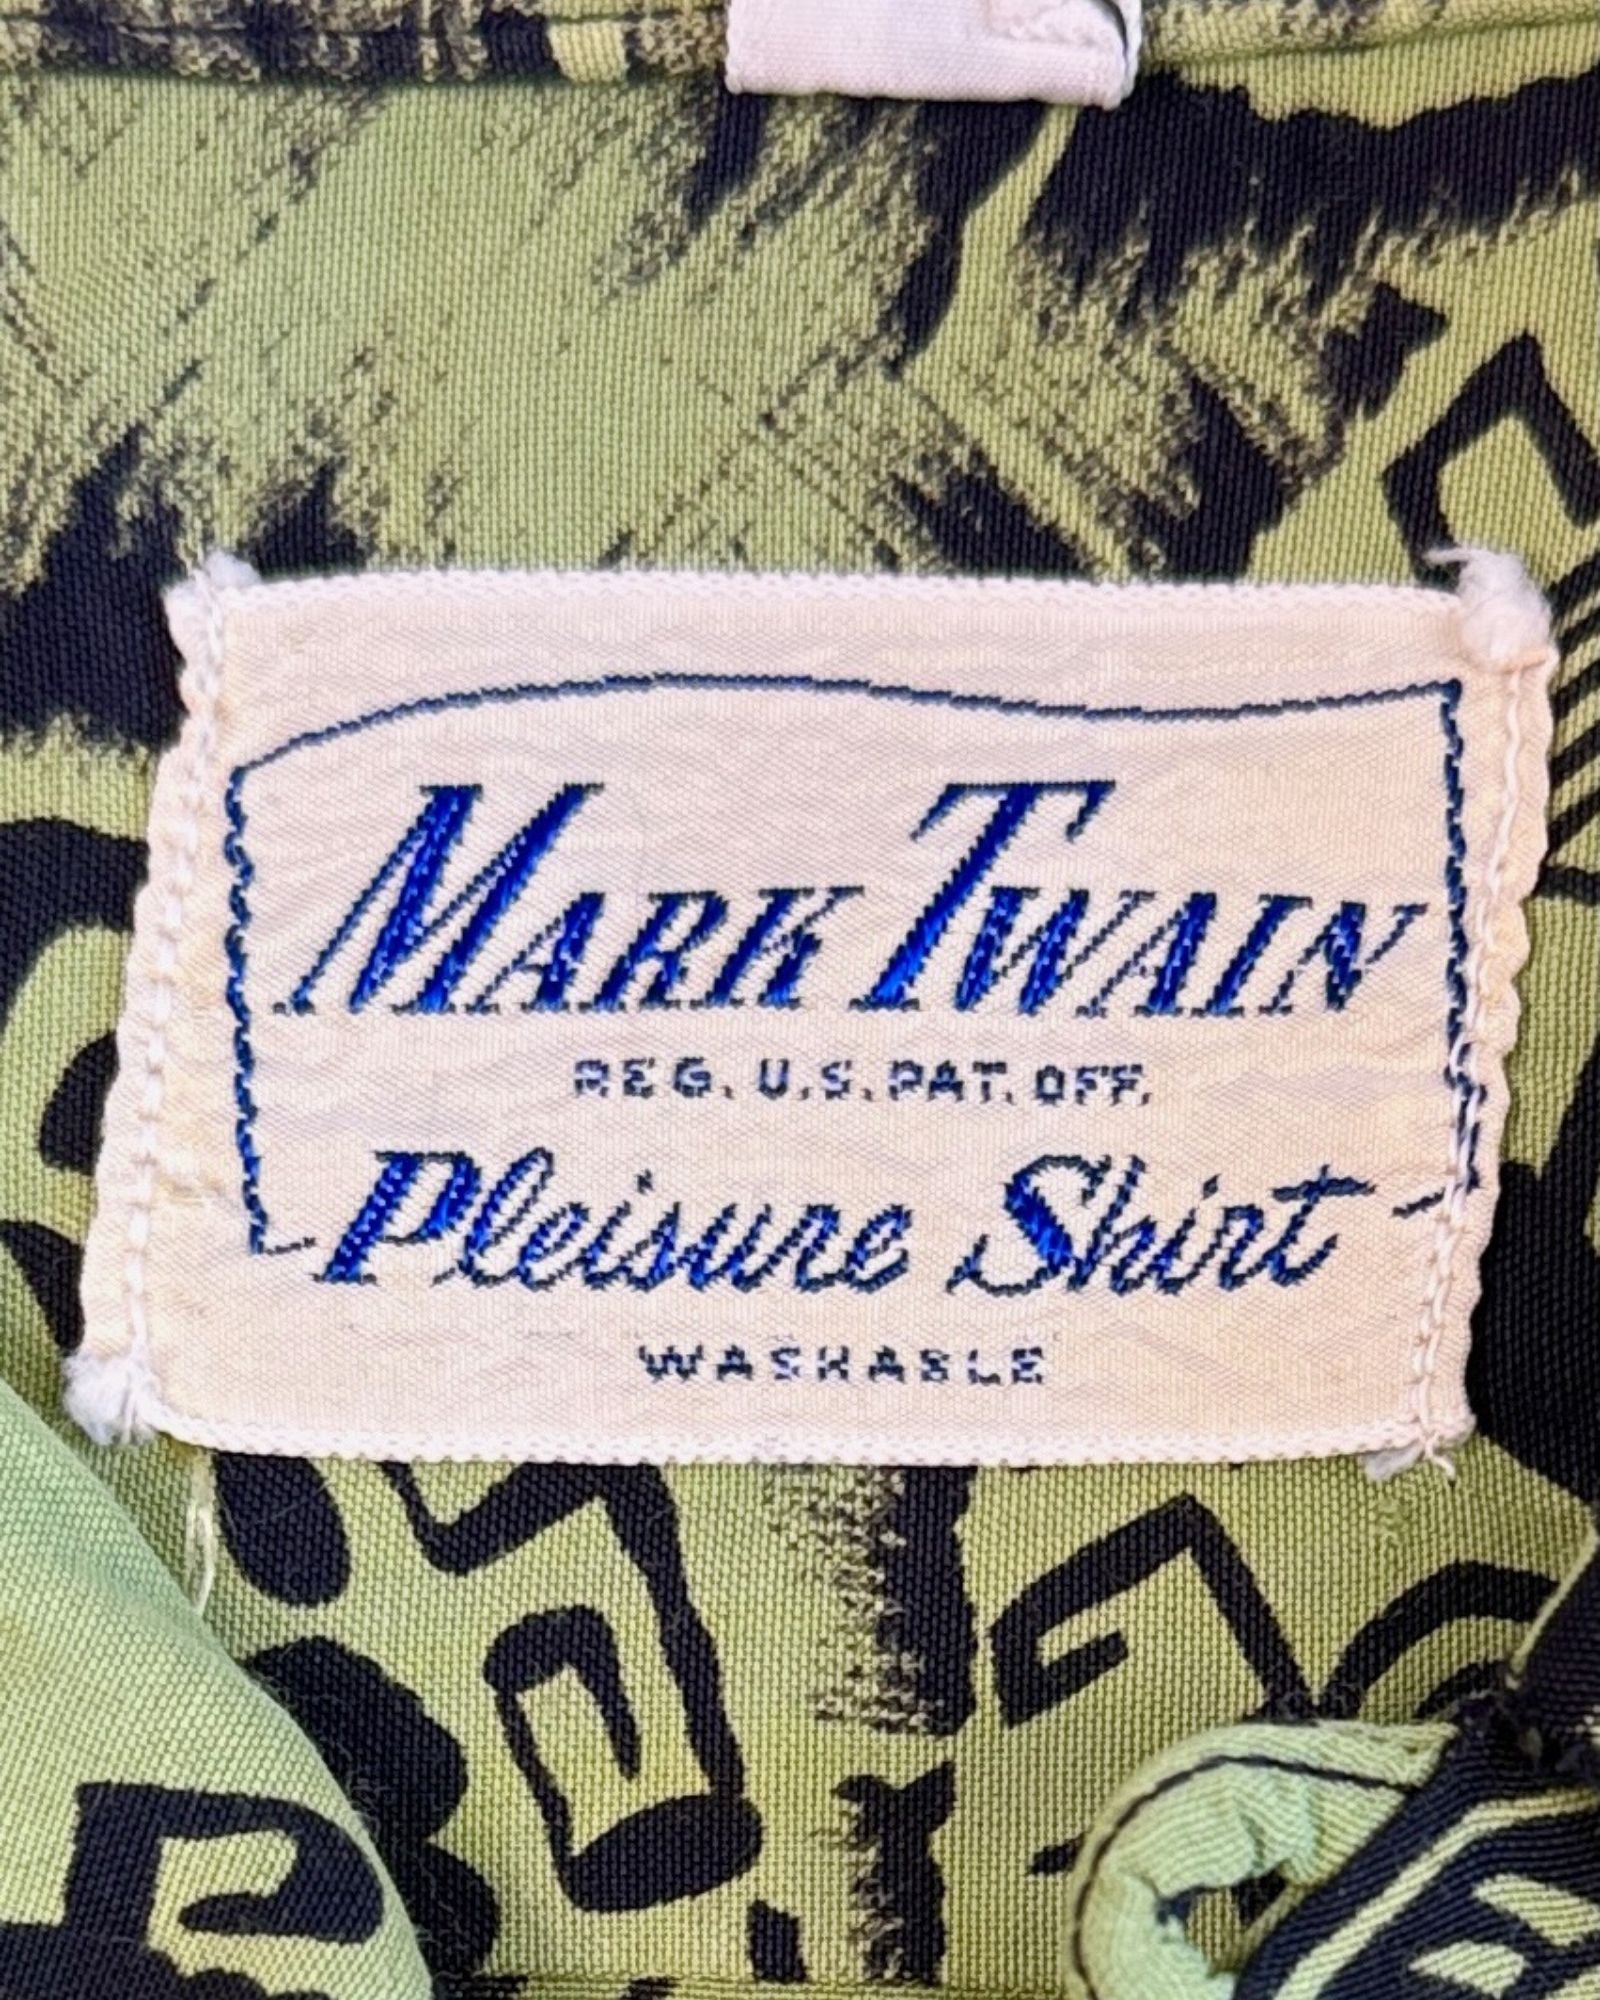 MARK TWAIN
REG. U.S. PAT. OFF.
Pleisure Shirt
WASHABLE